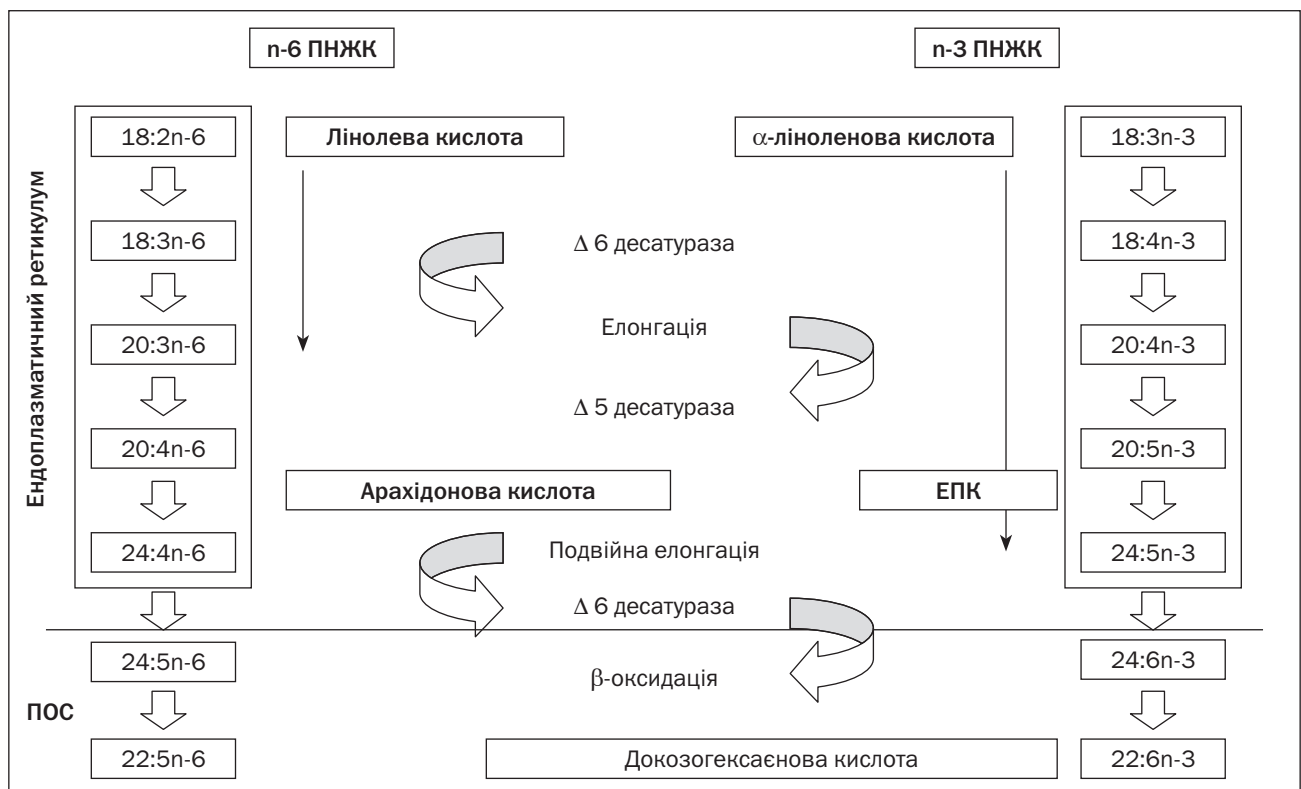 n-6 ПНЖК
n-3 ПНЖК
Ендоплазматичний ретикулум
18:2n-6
Лінолева кислота
α-ліноленова кислота
18:3n-3
18:3n-6
Δ 6 десатураза
18:4n-3
20:3n-6
Елонгація
20:4n-3
Δ 5 десатураза
20:4n-6
20:5n-3
Арахідонова кислота
ЕПК
24:4n-6
Подвійна елонгація
24:5n-3
Δ 6 десатураза
24:5n-6
β-оксидація
24:6n-3
ПОС
22:5n-6
Докозогексаєнова кислота
22:6n-3